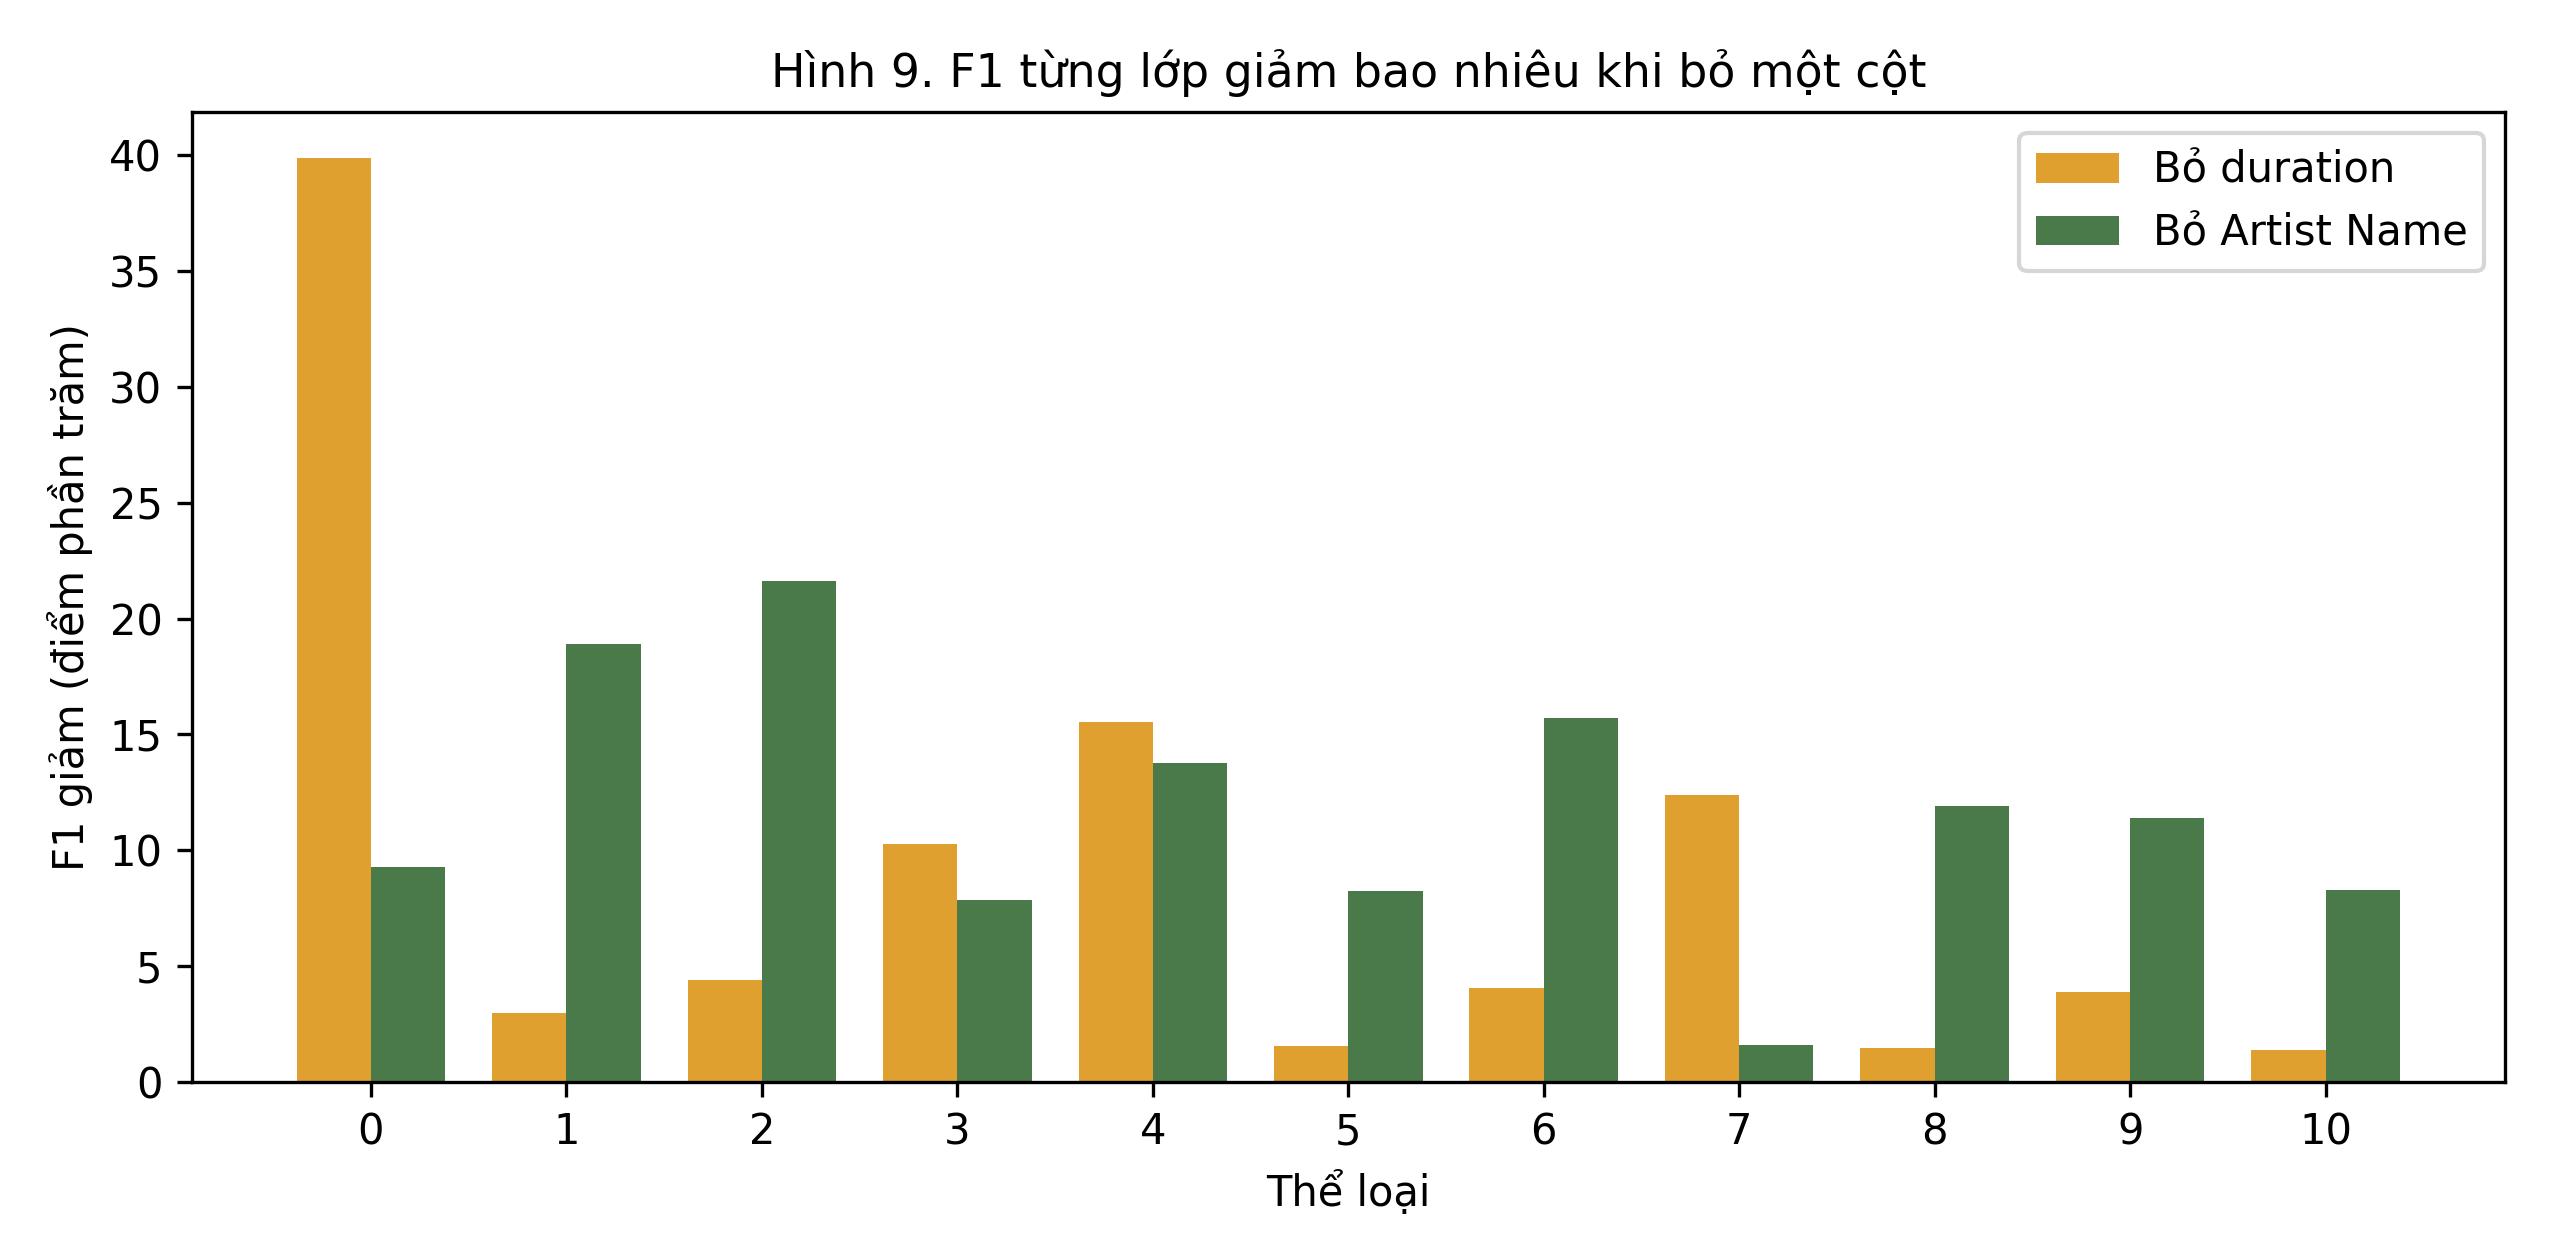 Hình 9. F1 từng lớp giảm bao nhiêu khi bỏ một cột
Bỏ duration
Bỏ Artist Name
F1 giảm (điểm phần trăm)
40
35
30
25
20
15
10
5
0
0 1 2 3 4 5 6 7 8 9 10
Thể loại